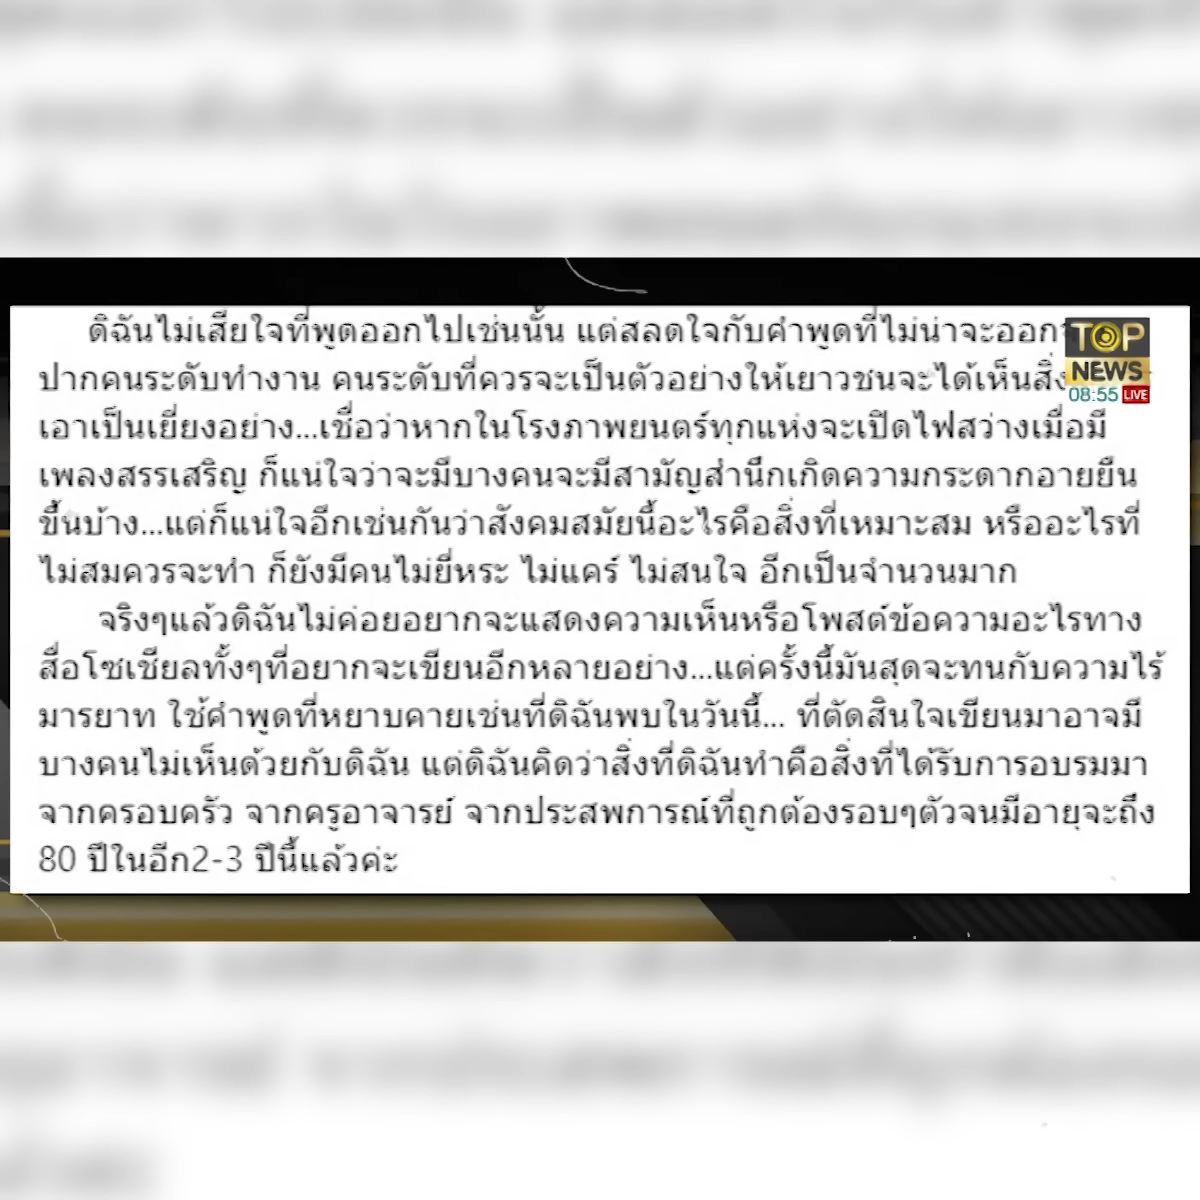 ดิฉันไม่เสียใจที่พูดออกไปเช่นนั้น แต่สลดใจกับคำพูดที่ไม่น่าจะออก
TOP
NEWS
08:55 LIVE
ปากคนระดับทำงาน คนระดับที่ควรจะเป็นตัวอย่างให้เยาวชนจะได้เห็นสิ่ง
เอาเป็นเยี่ยงอย่าง...เชื่อว่าหากในโรงภาพยนตร์ทุกแห่งจะเปิดไฟสว่างเมื่อมี
เพลงสรรเสริญ ก็แน่ใจว่าจะมีบางคนจะมีสามัญสำนึกเกิดความกระดากอายยืน
ขึ้นบ้าง...แต่ก็แน่ใจอีกเช่นกันว่าสังคมสมัยนี้อะไรคือสิ่งที่เหมาะสม หรืออะไรที่
ไม่สมควรจะทำ ก็ยังมีคนไม่ยี่หระ ไม่แคร์ ไม่สนใจ อีกเป็นจำนวนมาก
จริงๆแล้วดิฉันไม่ค่อยอยากจะแสดงความเห็นหรือโพสต์ข้อความอะไรทาง
สื่อโซเชียลทั้งๆที่อยากจะเขียนอีกหลายอย่าง...แต่ครั้งนี้มันสุดจะทนกับความไร้
มารยาท ใช้คำพูดที่หยาบคายเช่นที่ดิฉันพบในวันนี้... ที่ตัดสินใจเขียนมาอาจมี
บางคนไม่เห็นด้วยกับดิฉัน แต่ดิฉันคิดว่าสิ่งที่ดิฉันทำคือสิ่งที่ได้รับการอบรมมา
จากครอบครัว จากครูอาจารย์ จากประสพการณ์ที่ถูกต้องรอบๆตัวจนมีอายุจะถึง
80 ปีในอีก2-3 ปีนี้แล้วค่ะ